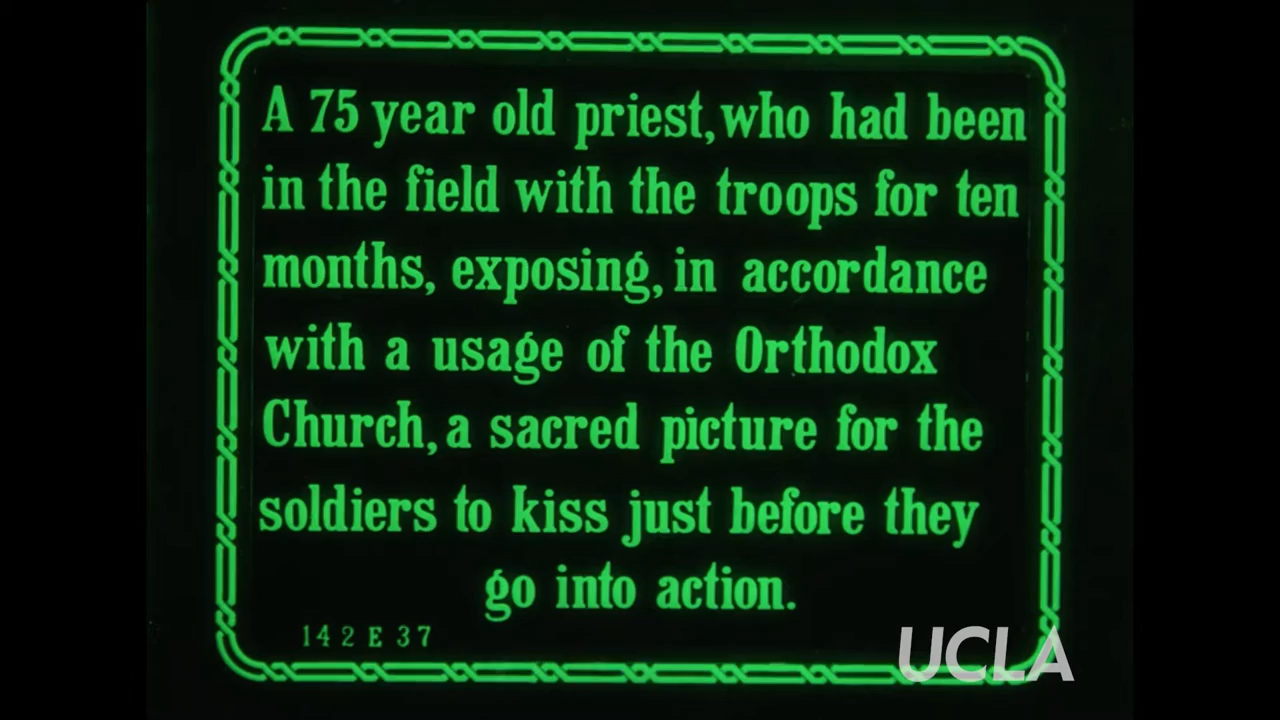 A 75 year old priest, who had been
in the field with the troops for ten
months, exposing, in accordance
with a usage of the Orthodox
Church, a sacred picture for the
soldiers to kiss just before they
go into action.
142 E 37
UCLA